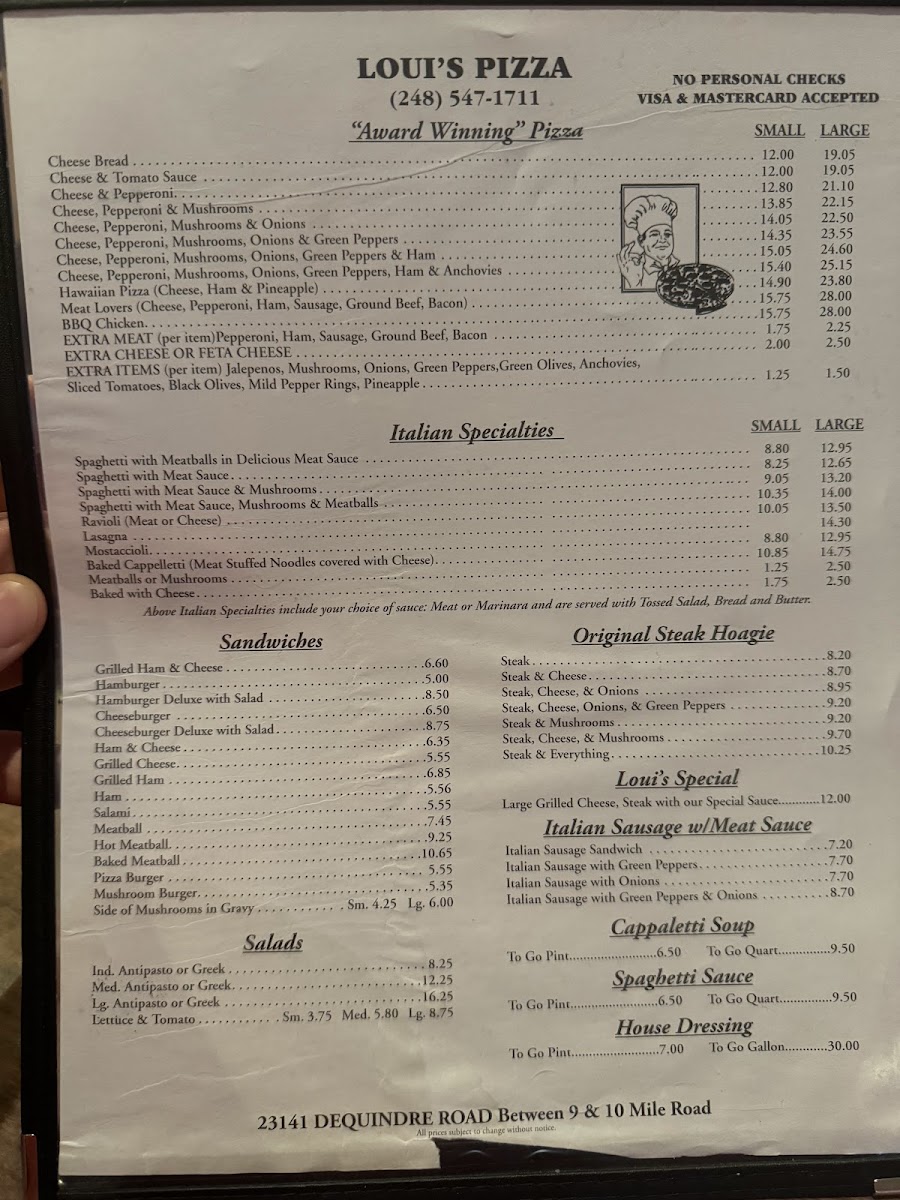 LOUI'S PIZZA
(248) 547-1711
NO PERSONAL CHECKS
VISA & MASTERCARD ACCEPTED
"Award Winning" Pizza SMALL LARGE
Cheese Bread 12.00 19.05
Cheese & Tomato Sauce 12.00 19.05
Cheese & Pepperoni 12.80 21.10
Cheese, Pepperoni & Mushrooms 13.85 22.15
Cheese, Pepperoni, Mushrooms & Onions 14.05 22.50
Cheese, Pepperoni, Mushrooms, Onions & Green Peppers 14.35 23.55
Cheese, Pepperoni, Mushrooms, Onions, Green Peppers & Ham 15.05 24.60
Cheese, Pepperoni, Mushrooms, Onions, Green Peppers, Ham & Anchovies 15.40 25.15
Hawaiian Pizza (Cheese, Ham & Pineapple) 14.90 23.80
Meat Lovers (Cheese, Pepperoni, Ham, Sausage, Ground Beef, Bacon) 15.75 28.00
BBQ Chicken 15.75 28.00
EXTRA MEAT (per item)Pepperoni, Ham, Sausage, Ground Beef, Bacon 1.75 2.25
EXTRA CHEESE OR FETA CHEESE 2.00 2.50
EXTRA ITEMS (per item) Jalepenos, Mushrooms, Onions, Green Peppers,Green Olives, Anchovies,
Sliced Tomatoes, Black Olives, Mild Pepper Rings, Pineapple 1.25 1.50
Italian Specialties SMALL LARGE
Spaghetti with Meatballs in Delicious Meat Sauce 8.80 12.95
Spaghetti with Meat Sauce 8.25 12.65
Spaghetti with Meat Sauce & Mushrooms 9.05 13.20
Spaghetti with Meat Sauce, Mushrooms & Meatballs 10.35 14.00
Ravioli (Meat or Cheese) 10.05 13.50
Lasagna 14.30
Mostaccioli 8.80 12.95
Baked Cappelletti (Meat Stuffed Noodles covered with Cheese) 10.85 14.75
Meatballs or Mushrooms 1.25 2.50
Baked with Cheese 1.75 2.50
Above Italian Specialties include your choice of sauce: Meat or Marinara and are served with Tossed Salad, Bread and Butter.
Sandwiches
Grilled Ham & Cheese 6.60
Hamburger 5.00
Hamburger Deluxe with Salad 8.50
Cheeseburger 6.50
Cheeseburger Deluxe with Salad 8.75
Ham & Cheese 6.35
Grilled Cheese 5.55
Grilled Ham 6.85
Ham 5.56
Salami 5.55
Meatball 7.45
Hot Meatball 9.25
Baked Meatball 10.65
Pizza Burger 5.55
Mushroom Burger 5.35
Side of Mushrooms in Gravy Sm. 4.25 Lg. 6.00
Salads
Ind. Antipasto or Greek 8.25
Med. Antipasto or Greek 12.25
Lg. Antipasto or Greek 16.25
Lettuce & Tomato Sm. 3.75 Med. 5.80 Lg. 8.75
Original Steak Hoagie
Steak 8.20
Steak & Cheese 8.70
Steak, Cheese, & Onions 8.95
Steak, Cheese, Onions, & Green Peppers 9.20
Steak & Mushrooms 9.20
Steak, Cheese, & Mushrooms 9.70
Steak & Everything 10.25
Loui's Special
Large Grilled Cheese, Steak with our Special Sauce 12.00
Italian Sausage w/Meat Sauce
Italian Sausage Sandwich 7.20
Italian Sausage with Green Peppers 7.70
Italian Sausage with Onions 7.70
Italian Sausage with Green Peppers & Onions 8.70
Cappaletti Soup
To Go Pint 6.50 To Go Quart 9.50
Spaghetti Sauce
To Go Pint 6.50 To Go Quart 9.50
House Dressing
To Go Pint 7.00 To Go Gallon 30.00
23141 DEQUINDRE ROAD Between 9 & 10 Mile Road
All prices subject to change without notice.